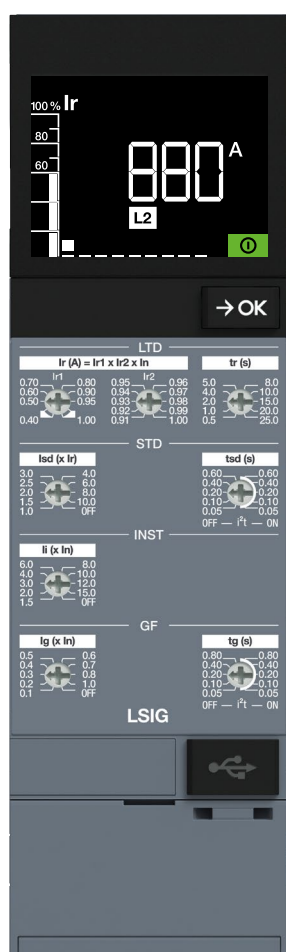 100 % Ir
80
60
880 A
L2
→OK
LTD
Ir (A) = Ir1 x Ir2 x In
tr (s)
Ir1
Ir2
0.70 0.80 0.95 0.96 5.0 8.0
0.60 0.90 0.94 0.97 4.0 10.0
0.50 0.95 0.93 0.98 2.0 15.0
0.92 0.99 1.0 20.0
0.40 1.00 0.91 1.00 0.5 25.0
STD
Isd (x Ir)
tsd (s)
3.0 4.0 0.60 0.60
2.5 6.0 0.40 0.40
2.0 8.0 0.20 0.20
1.5 10.0 0.10 0.10
1.0 OFF 0.05 0.05
OFF — I²t — ON
INST
Ii (x In)
6.0 8.0
4.0 10.0
3.0 12.0
2.0 15.0
1.5 OFF
GF
Ig (x In)
tg (s)
0.5 0.6 0.80 0.80
0.4 0.7 0.40 0.40
0.3 0.8 0.20 0.20
0.2 1.0 0.10 0.10
0.1 OFF 0.05 0.05
OFF — I²t — ON
LSIG